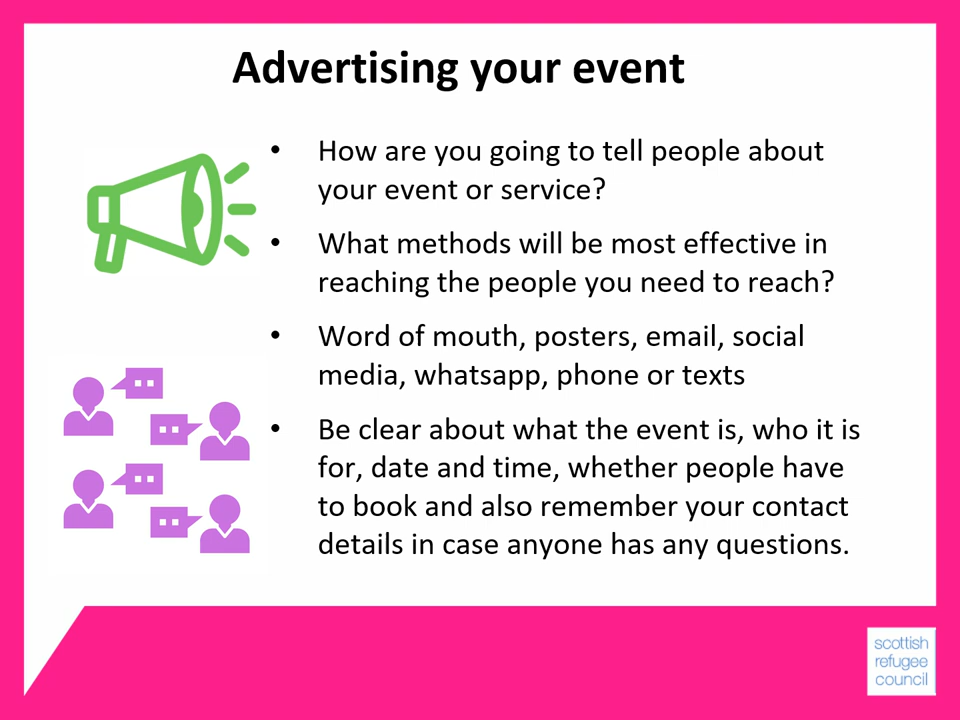 Advertising your event
• How are you going to tell people about
your event or service?
• What methods will be most effective in
reaching the people you need to reach?
• Word of mouth, posters, email, social
media, whatsapp, phone or texts
• Be clear about what the event is, who it is
for, date and time, whether people have
to book and also remember your contact
details in case anyone has any questions.
scottish
refugee
council